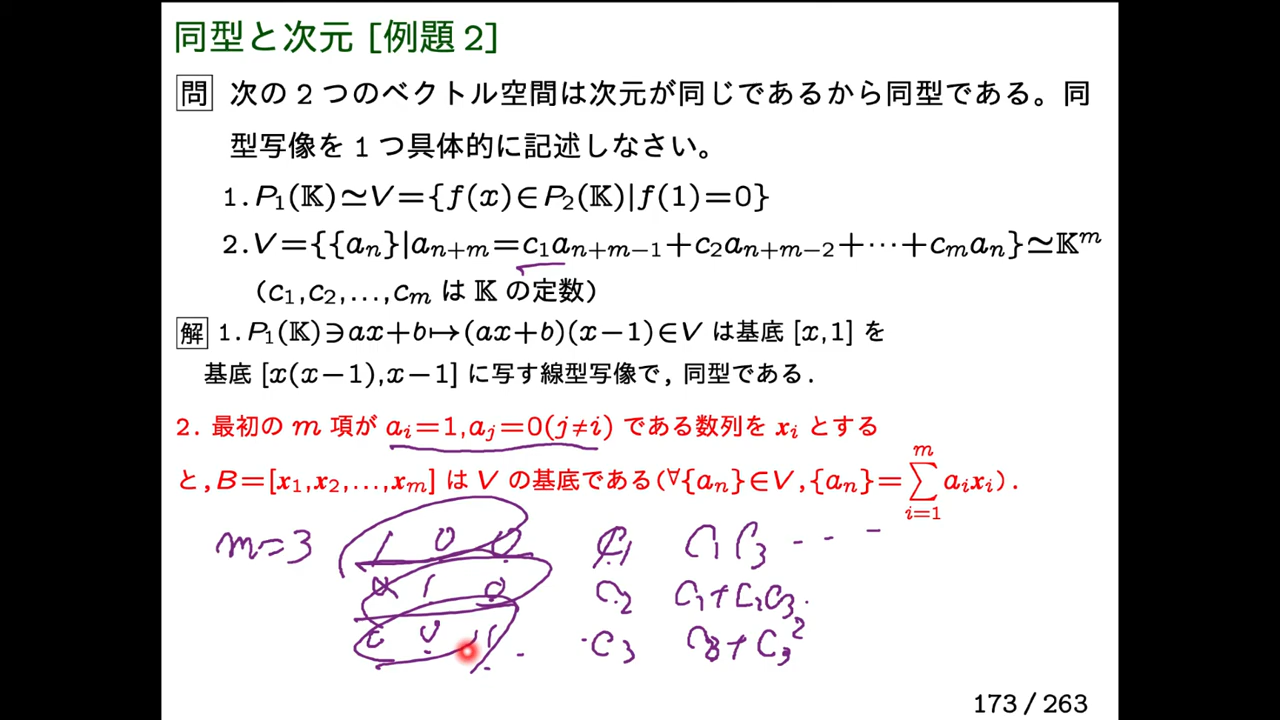 同型と次元 [例題 2]
問 次の 2 つのベクトル空間は次元が同じであるから同型である。同
型写像を 1 つ具体的に記述しなさい。
1. P₁(𝕂)≃V={f(x)∈P₂(𝕂)|f(1)=0}
2. V={{aₙ}|aₙ₊ₘ=c₁aₙ₊ₘ₋₁+c₂aₙ₊ₘ₋₂+⋯+cₘaₙ}≃𝕂ᵐ
(c₁,c₂,…,cₘ は 𝕂 の定数)
解 1. P₁(𝕂)∋ax+b↦(ax+b)(x−1)∈V は基底 [x,1] を
基底 [x(x−1),x−1] に写す線型写像で, 同型である.
2. 最初の m 項が aᵢ=1,aⱼ=0(j≠i) である数列を xᵢ とする
と, B=[x₁,x₂,…,xₘ] は V の基底である(∀{aₙ}∈V,{aₙ}=∑ᵢ₌₁ᵐ aᵢxᵢ).
m=3 1 0 0 C₁ C₁C₃ - - -
0 1 0 C₂
0 0 1 C₃
173 / 263